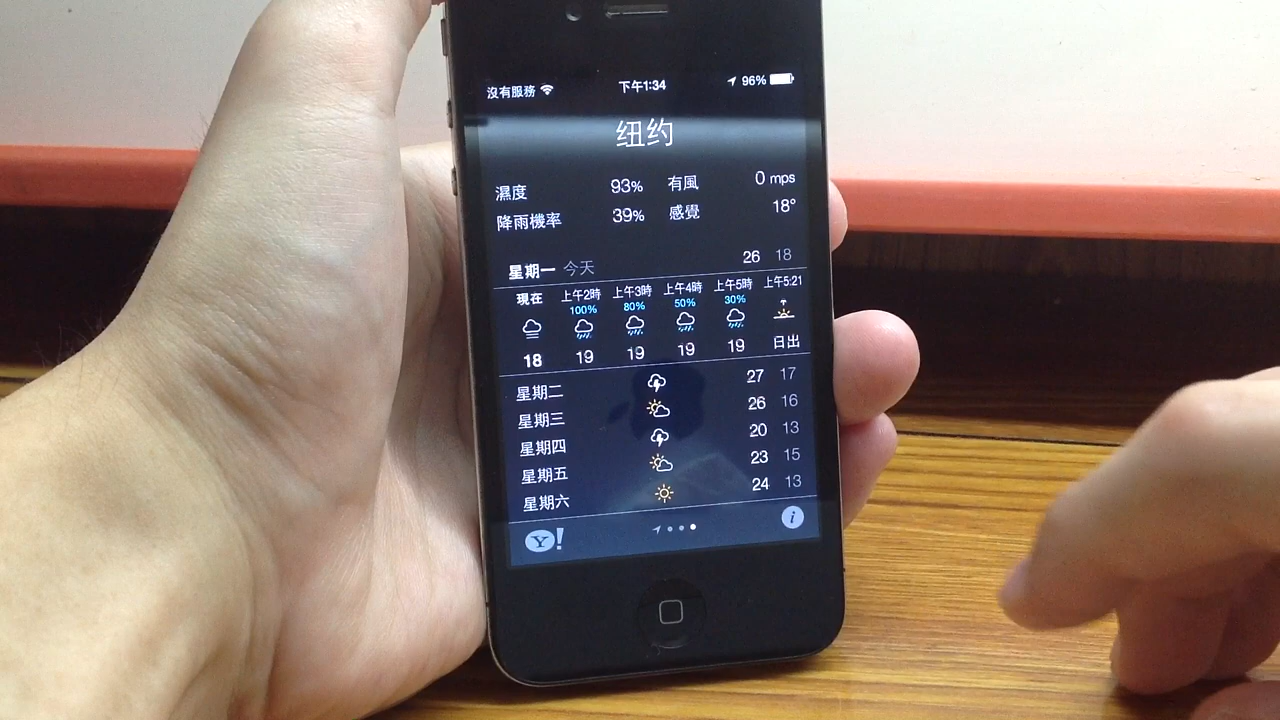 沒有服務 下午1:34 96%
纽约
濕度 93% 有風 0 mps
降雨機率 39% 感覺 18°
星期一 今天 26 18
現在 上午2時 上午3時 上午4時 上午5時 上午5:21
100% 80% 50% 30%
18 19 19 19 19 日出
星期二 27 17
星期三 26 16
星期四 20 13
星期五 23 15
星期六 24 13
Y! i